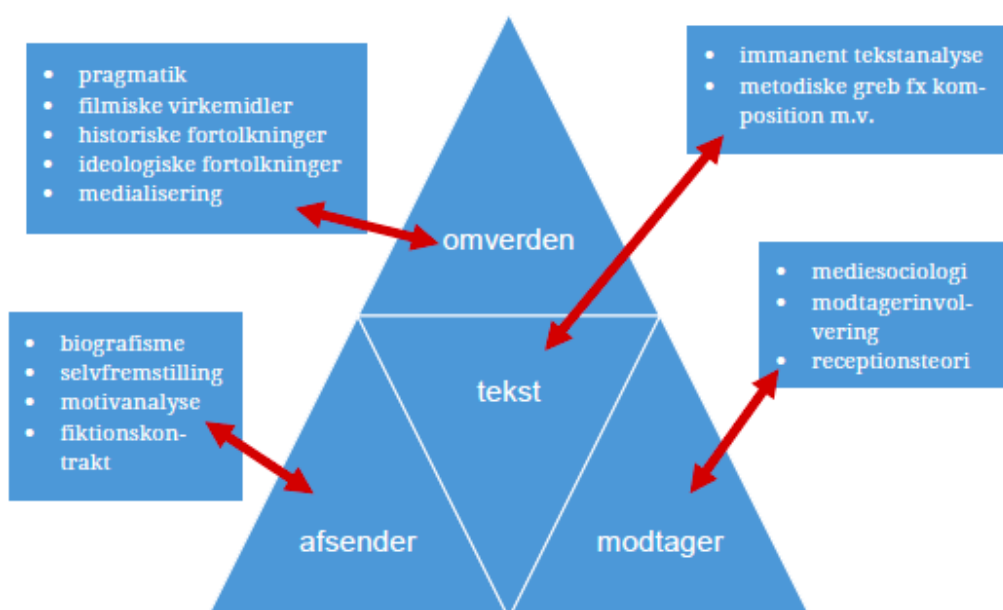 • pragmatik
• filmiske virkemidler
• historiske fortolkninger
• ideologiske fortolkninger
• medialisering
• immanent tekstanalyse
• metodiske greb fx kom-
position m.v.
omverden
• mediesociologi
• modtagerinvol-
vering
• receptionsteori
• biografisme
• selvfremstilling
• motivanalyse
• fiktionskon-
trakt
tekst
afsender
modtager